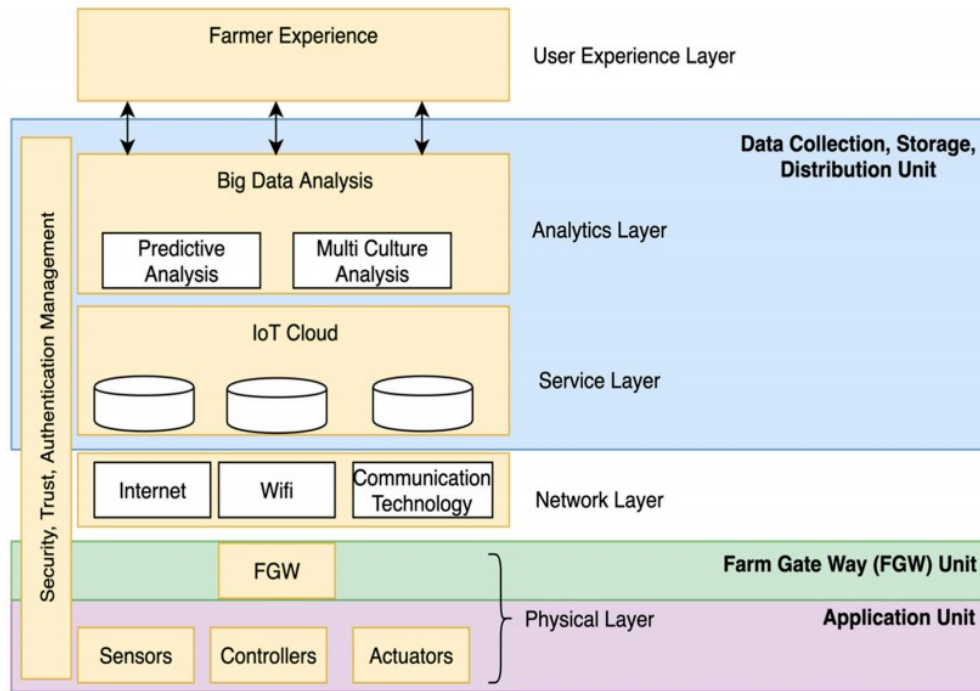 Farmer Experience
User Experience Layer
Data Collection, Storage,
Distribution Unit
Security, Trust, Authentication Management
Big Data Analysis
Predictive
Analysis
Multi Culture
Analysis
Analytics Layer
IoT Cloud
Service Layer
Internet
Wifi
Communication
Technology
Network Layer
FGW
Farm Gate Way (FGW) Unit
Physical Layer
Application Unit
Sensors
Controllers
Actuators